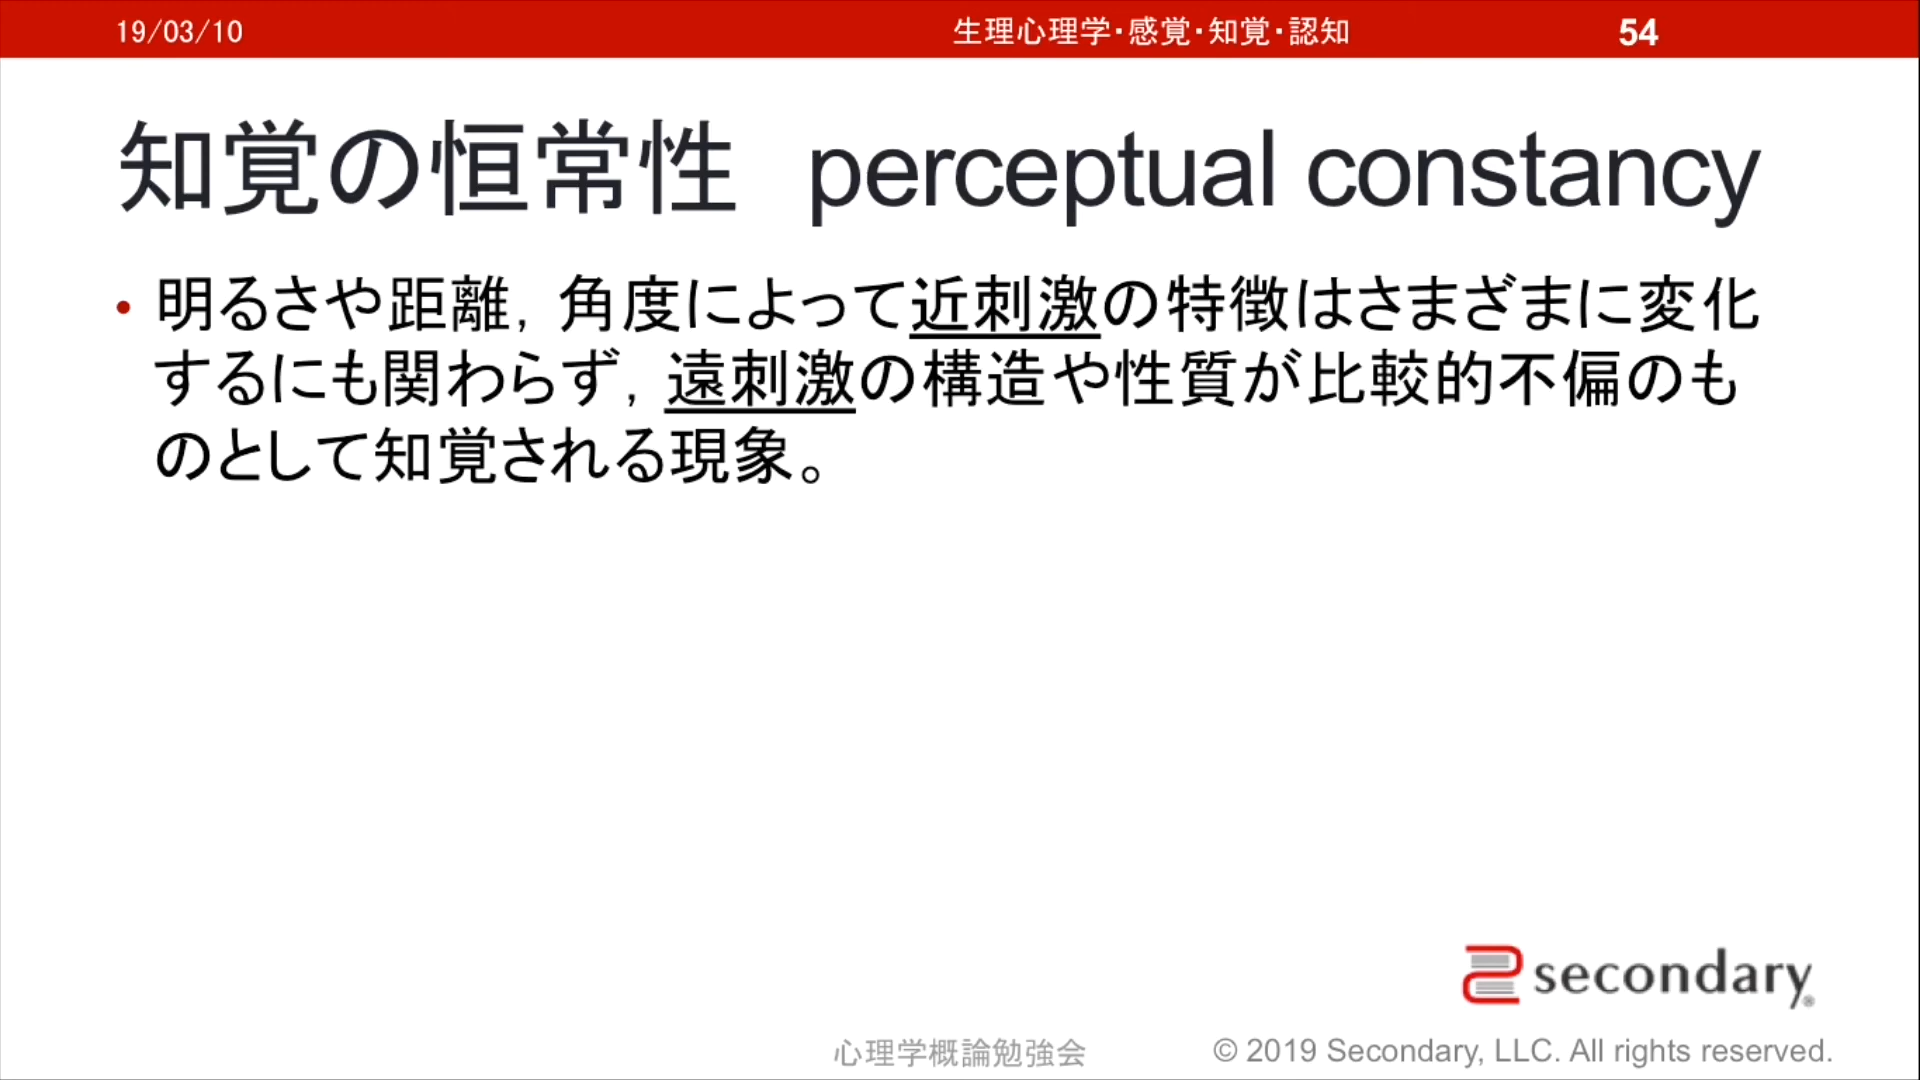 19/03/10
生理心理学・感覚・知覚・認知
54
知覚の恒常性 perceptual constancy
• 明るさや距離，角度によって近刺激の特徴はさまざまに変化
するにも関わらず，遠刺激の構造や性質が比較的不偏のも
のとして知覚される現象。
secondary®
心理学概論勉強会
© 2019 Secondary, LLC. All rights reserved.